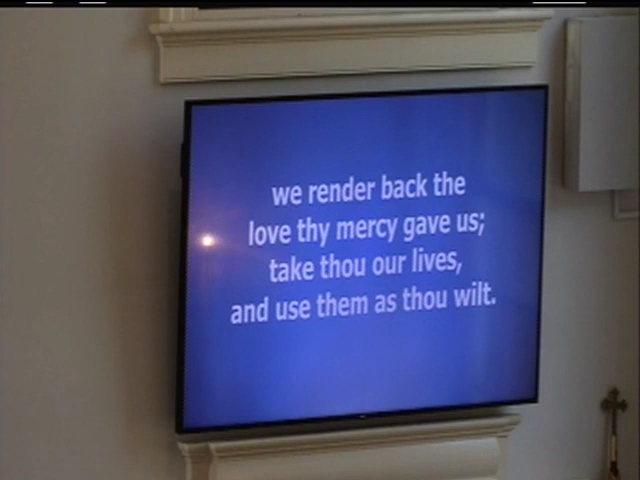 we render back the
love thy mercy gave us;
take thou our lives,
and use them as thou wilt.